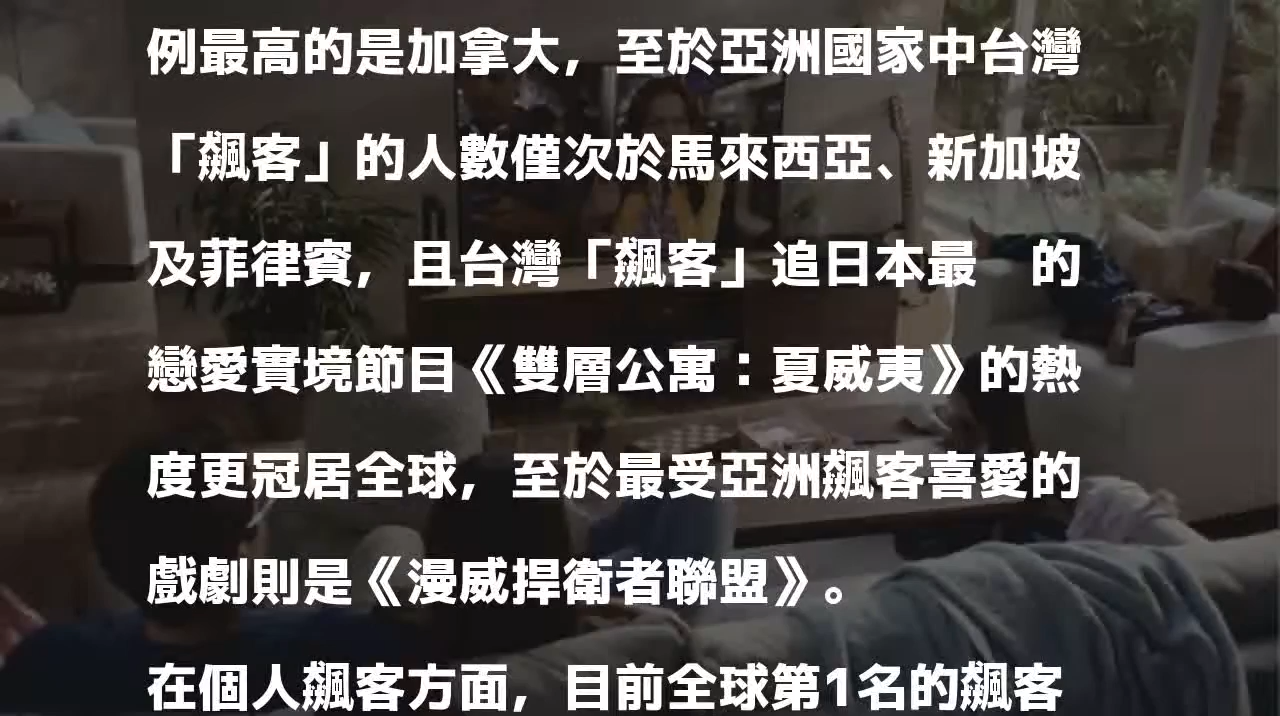 例最高的是加拿大，至於亞洲國家中台灣
「飆客」的人數僅次於馬來西亞、新加坡
及菲律賓，且台灣「飆客」追日本最　的
戀愛實境節目《雙層公寓：夏威夷》的熱
度更冠居全球，至於最受亞洲飆客喜愛的
戲劇則是《漫威捍衛者聯盟》。
在個人飆客方面，目前全球第1名的飆客